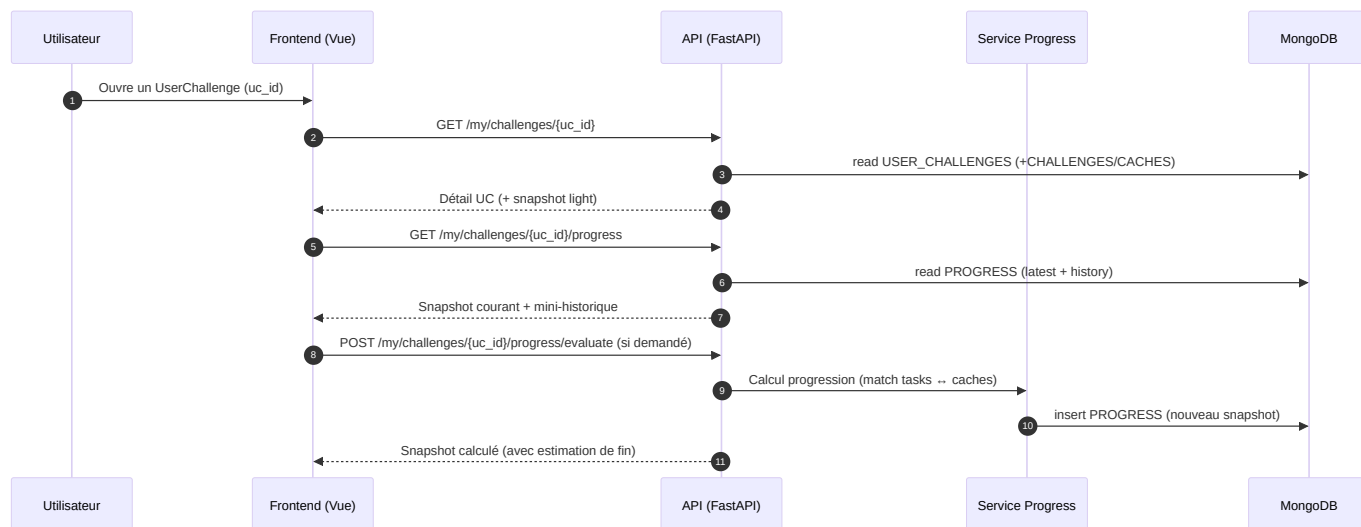 Utilisateur
Frontend (Vue)
API (FastAPI)
Service Progress
MongoDB
Ouvre un UserChallenge (uc_id)
1
GET /my/challenges/{uc_id}
2
read USER_CHALLENGES (+CHALLENGES/CACHES)
3
Détail UC (+ snapshot light)
4
GET /my/challenges/{uc_id}/progress
5
read PROGRESS (latest + history)
6
Snapshot courant + mini-historique
7
POST /my/challenges/{uc_id}/progress/evaluate (si demandé)
8
Calcul progression (match tasks ↔ caches)
9
insert PROGRESS (nouveau snapshot)
10
Snapshot calculé (avec estimation de fin)
11
Utilisateur
Frontend (Vue)
API (FastAPI)
Service Progress
MongoDB